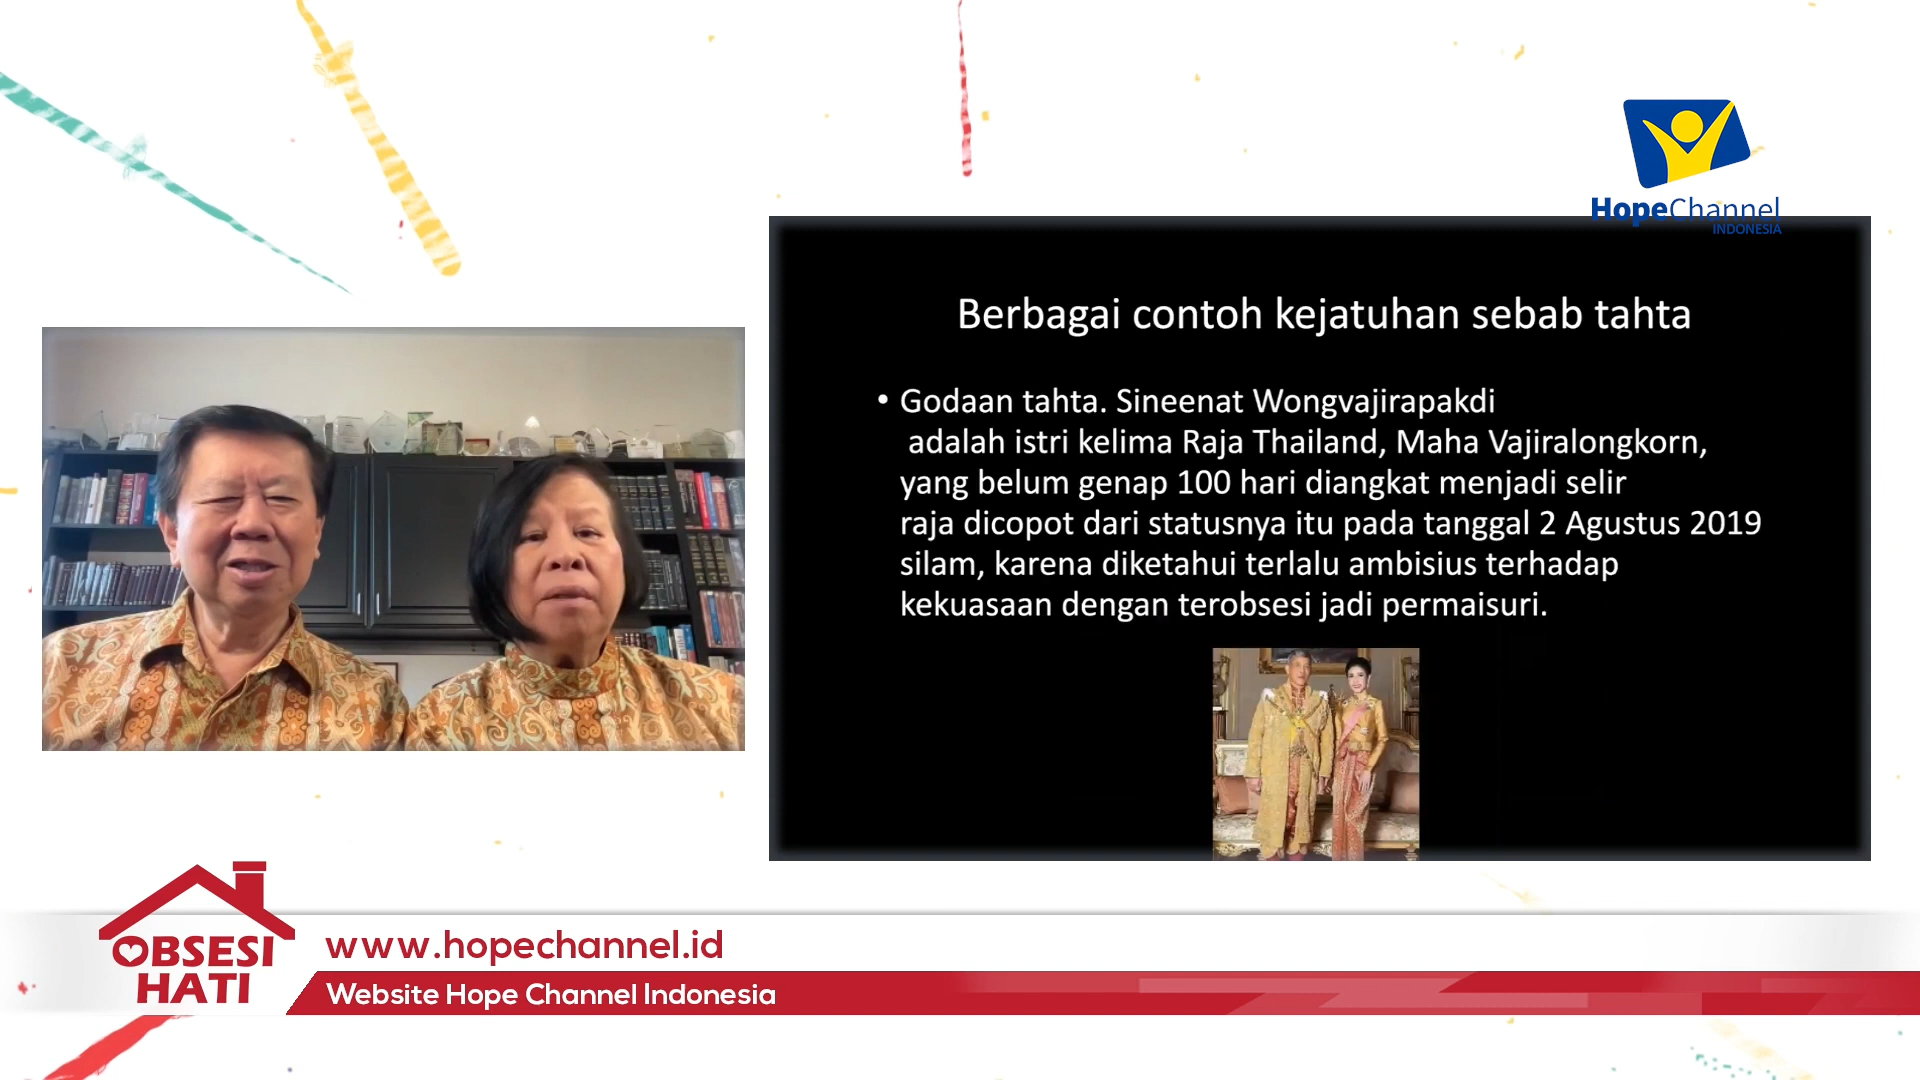 HopeChannel
INDONESIA
Berbagai contoh kejatuhan sebab tahta
• Godaan tahta. Sineenat Wongvajirapakdi
adalah istri kelima Raja Thailand, Maha Vajiralongkorn,
yang belum genap 100 hari diangkat menjadi selir
raja dicopot dari statusnya itu pada tanggal 2 Agustus 2019
silam, karena diketahui terlalu ambisius terhadap
kekuasaan dengan terobsesi jadi permaisuri.
OBSESI
HATI
www.hopechannel.id
Website Hope Channel Indonesia